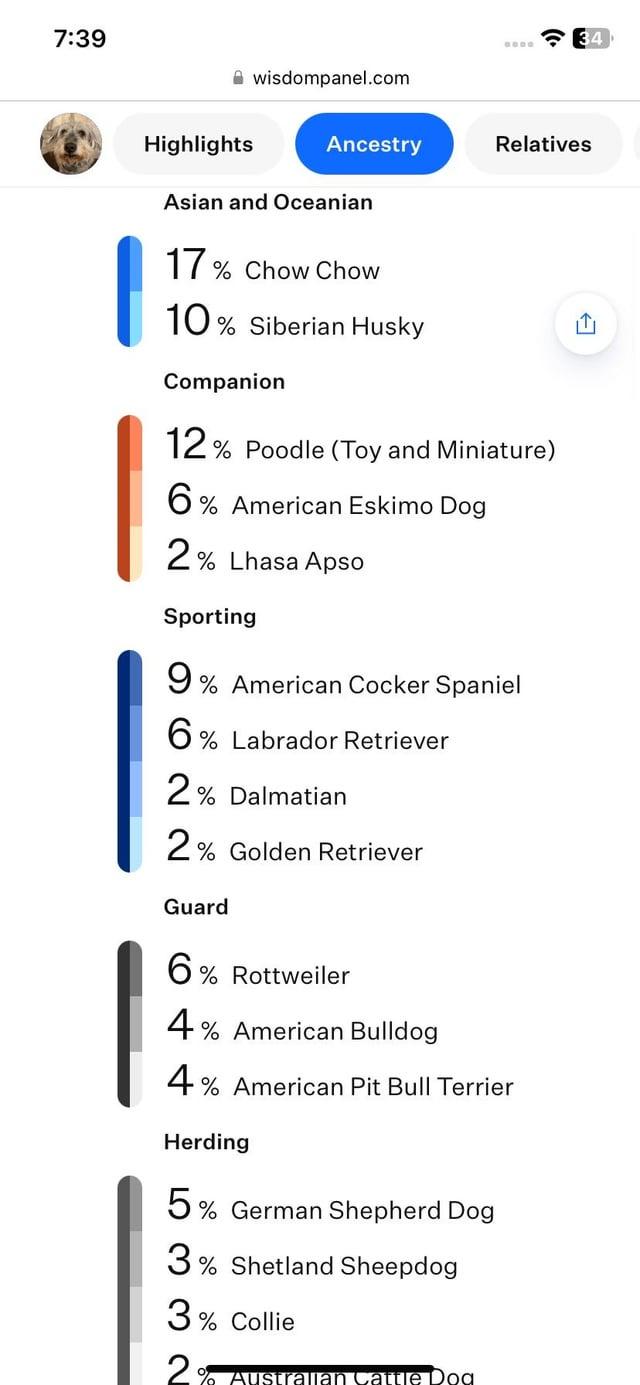 7:39
34
wisdompanel.com
Highlights
Ancestry
Relatives
Asian and Oceanian
17 % Chow Chow
10 % Siberian Husky
Companion
12 % Poodle (Toy and Miniature)
6 % American Eskimo Dog
2 % Lhasa Apso
Sporting
9 % American Cocker Spaniel
6 % Labrador Retriever
2 % Dalmatian
2 % Golden Retriever
Guard
6 % Rottweiler
4 % American Bulldog
4 % American Pit Bull Terrier
Herding
5 % German Shepherd Dog
3 % Shetland Sheepdog
3 % Collie
2 % Australian Cattle Dog